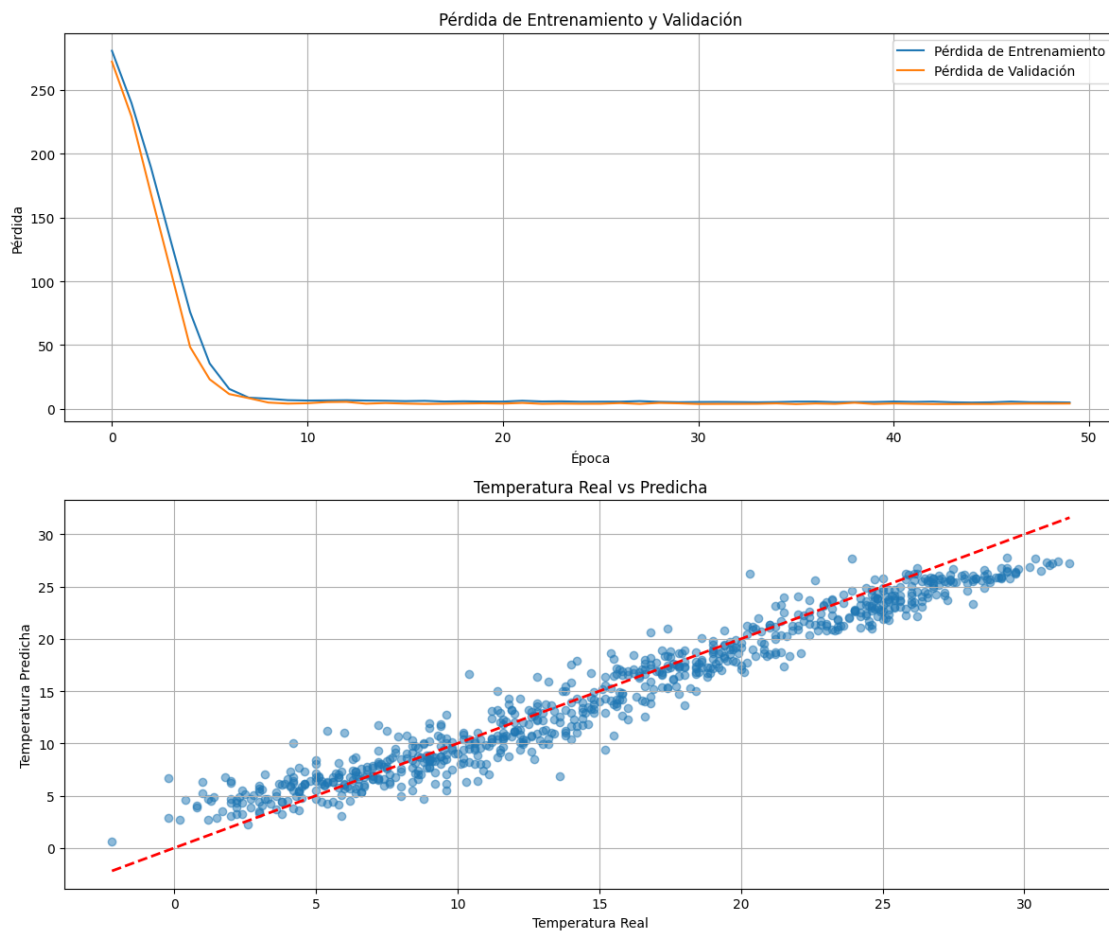 Pérdida de Entrenamiento y Validación
Pérdida de Entrenamiento
Pérdida de Validación
250
200
150
100
50
0
Pérdida
0 10 20 30 40 50
Época
Temperatura Real vs Predicha
30
25
20
15
10
5
0
Temperatura Predicha
0 5 10 15 20 25 30
Temperatura Real